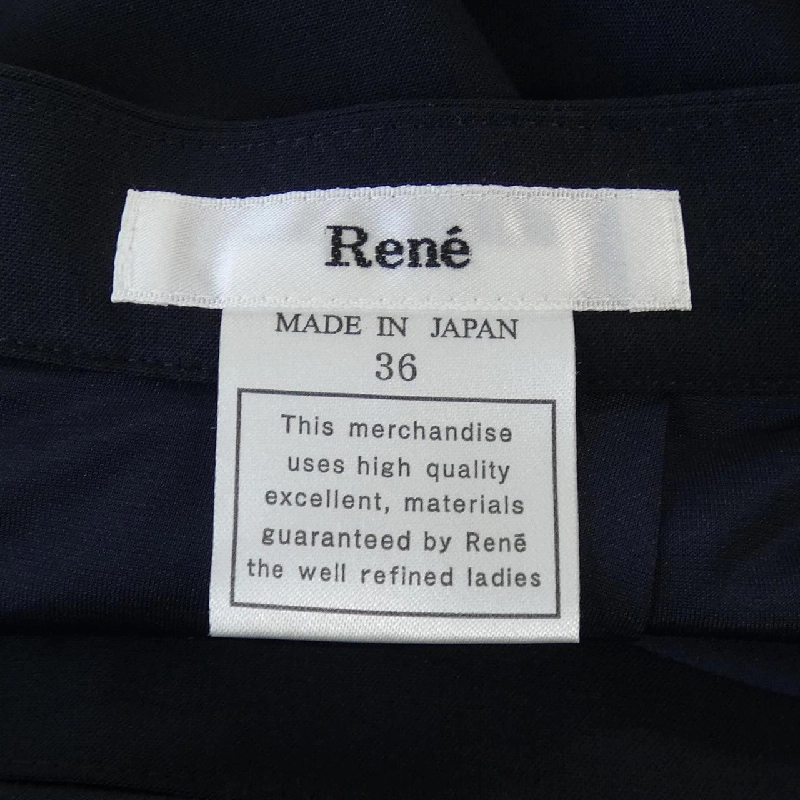 René
MADE IN JAPAN
36
This merchandise
uses high quality
excellent, materials
guaranteed by Renē
the well refined ladies